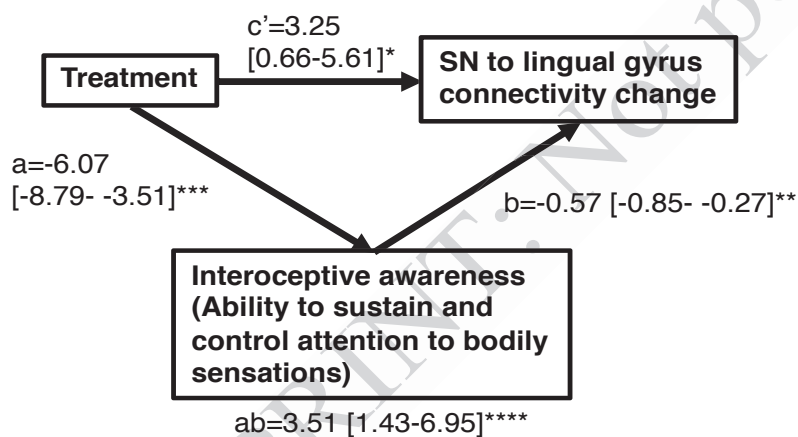 c'=3.25
[0.66-5.61]*
Treatment
SN to lingual gyrus
connectivity change
a=-6.07
[-8.79- -3.51]***
b=-0.57 [-0.85- -0.27]**
Interoceptive awareness
(Ability to sustain and
control attention to bodily
sensations)
ab=3.51 [1.43-6.95]****
PRINT: Not